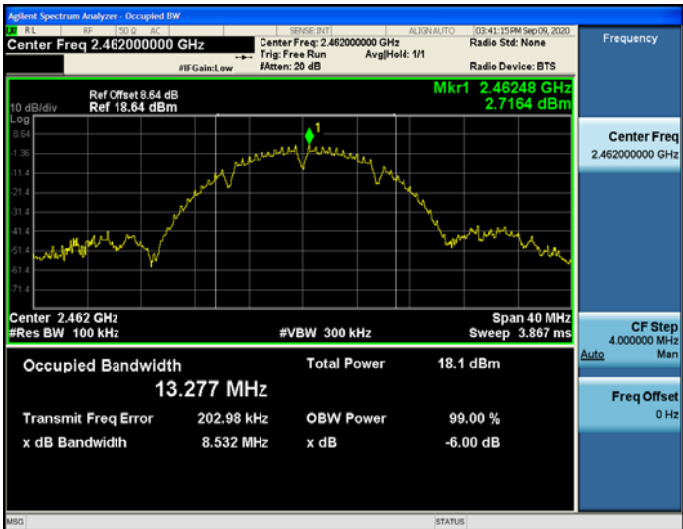 Agilent Spectrum Analyzer - Occupied BW
RL RF 50 Ω AC SENSE:INT ALIGN AUTO 03:41:15 PM Sep 09, 2020
Center Freq 2.462000000 GHz
Center Freq: 2.462000000 GHz
Radio Std: None
Trig: Free Run Avg|Hold: 1/1
#IFGain:Low #Atten: 20 dB Radio Device: BTS
Frequency
Ref Offset 8.64 dB
Mkr1 2.46248 GHz
10 dB/div Ref 18.64 dBm
2.7164 dBm
Log
8.64
1
-1.36
-11.4
-21.4
-31.4
-41.4
-51.4
-61.4
-71.4
Center 2.462 GHz Span 40 MHz
#Res BW 100 kHz #VBW 300 kHz Sweep 3.867 ms
Occupied Bandwidth Total Power 18.1 dBm
13.277 MHz
Transmit Freq Error 202.98 kHz OBW Power 99.00 %
x dB Bandwidth 8.532 MHz x dB -6.00 dB
Center Freq
2.462000000 GHz
CF Step
4.000000 MHz
Auto Man
Freq Offset
0 Hz
MSG STATUS